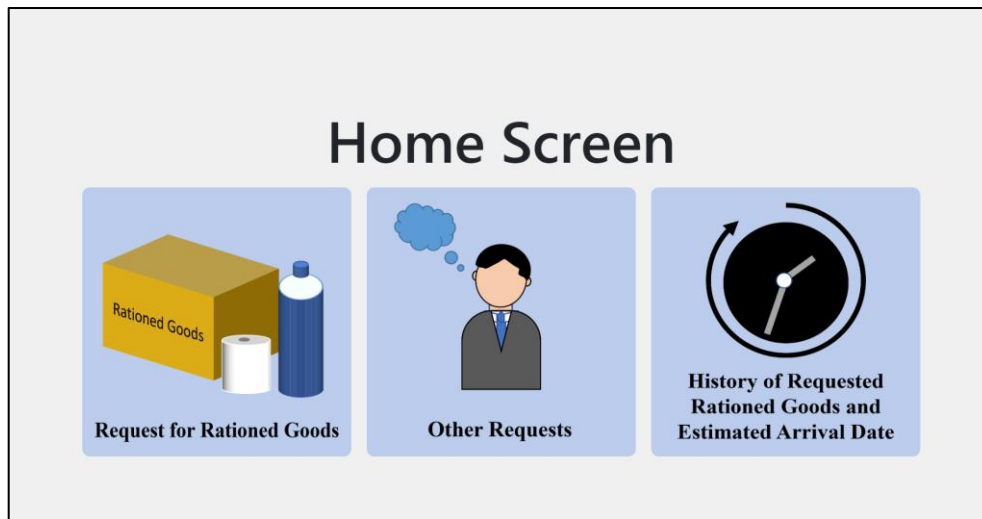 Home Screen
Rationed Goods
Request for Rationed Goods
Other Requests
History of Requested
Rationed Goods and
Estimated Arrival Date